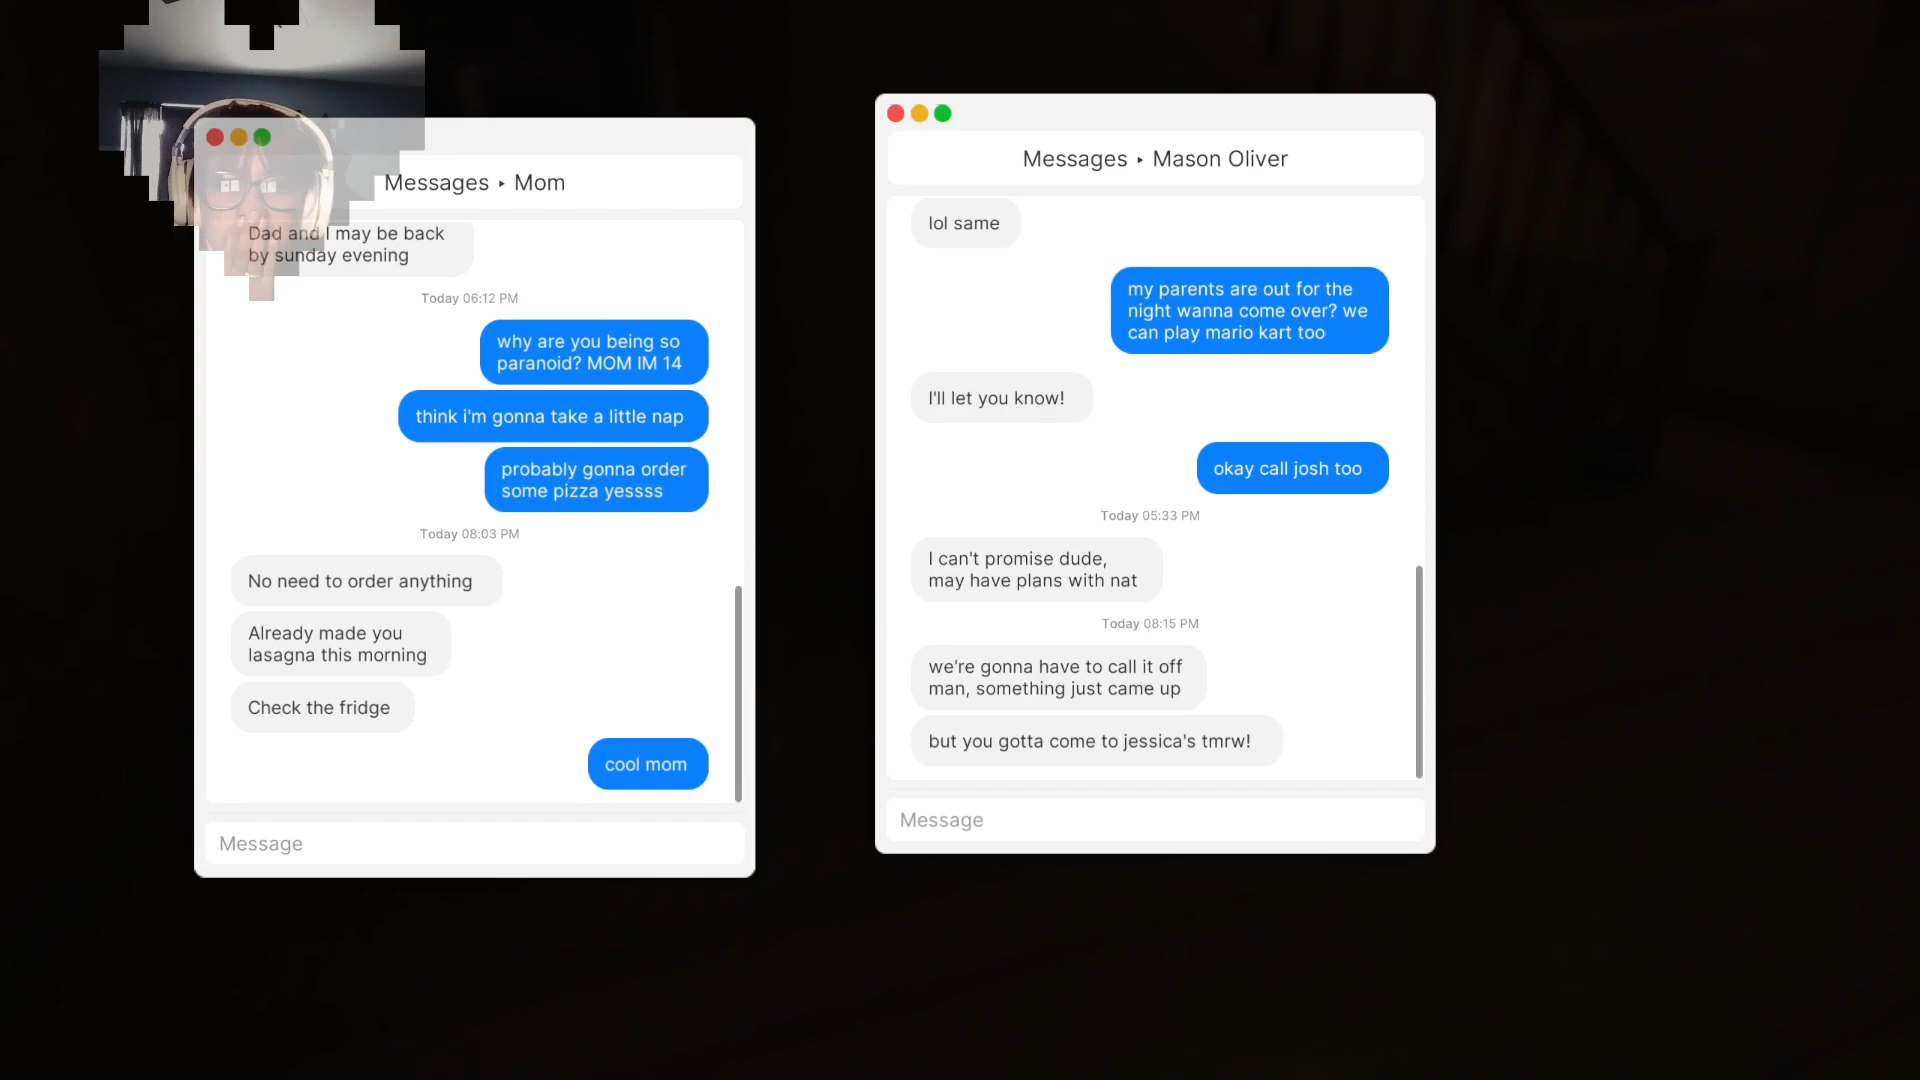 Messages ‣ Mom
Dad and I may be back
by sunday evening
Today 06:12 PM
why are you being so
paranoid? MOM IM 14
think i'm gonna take a little nap
probably gonna order
some pizza yessss
Today 08:03 PM
No need to order anything
Already made you
lasagna this morning
Check the fridge
cool mom
Message
Messages ‣ Mason Oliver
lol same
my parents are out for the
night wanna come over? we
can play mario kart too
I'll let you know!
okay call josh too
Today 05:33 PM
I can't promise dude,
may have plans with nat
Today 08:15 PM
we're gonna have to call it off
man, something just came up
but you gotta come to jessica's tmrw!
Message